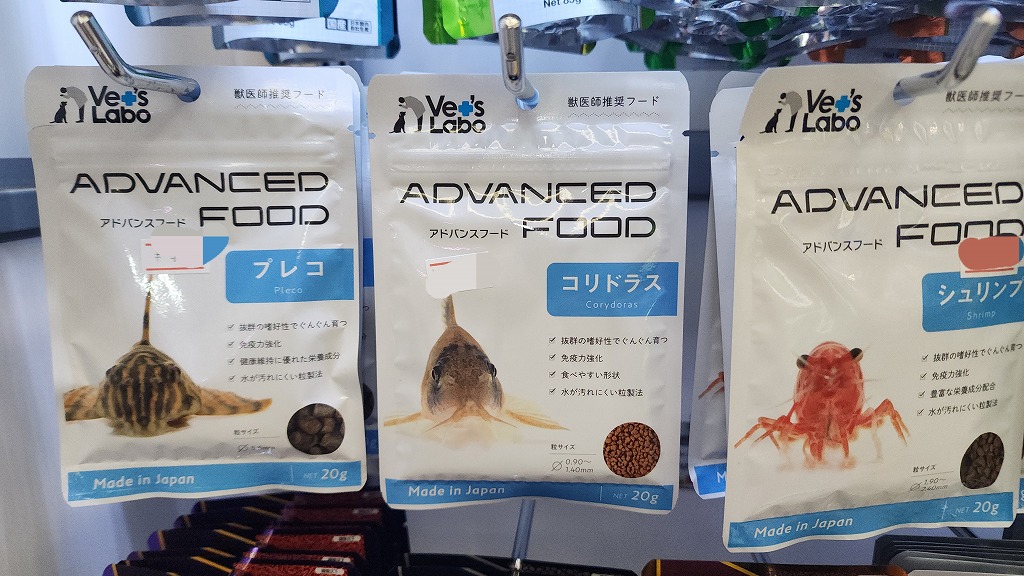 Net 85g
Vet's Labo
獣医師推奨フード
ADVANCED
アドバンスフード FOOD
プレコ
Pleco
抜群の嗜好性でぐんぐん育つ
免疫力強化
健康維持に優れた栄養成分
水が汚れにくい粒製法
粒サイズ
Made in Japan
NET 20g
Vet's Labo
獣医師推奨フード
ADVANCED
アドバンスフード FOOD
コリドラス
Corydoras
抜群の嗜好性でぐんぐん育つ
免疫力強化
食べやすい形状
水が汚れにくい粒製法
粒サイズ
0.90〜
1.40mm
Made in Japan
NET 20g
Vet's Labo
獣医師推奨フード
ADVANCED
アドバンスフード FOOD
シュリンプ
Shrimp
抜群の嗜好性でぐんぐん育つ
免疫力強化
豊富な栄養成分配合
水が汚れにくい粒製法
粒サイズ
1.90〜
2.40mm
Made in Japan
NET 20g